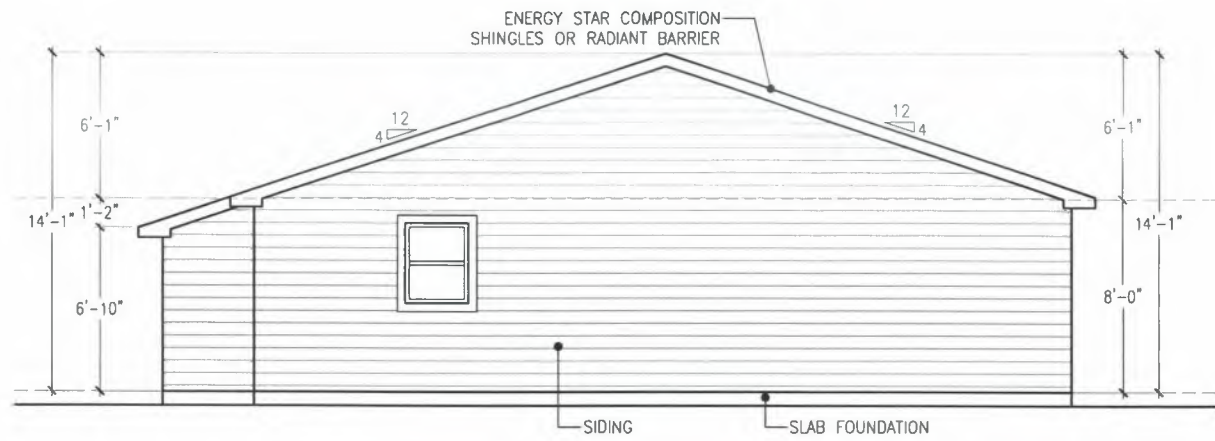 ENERGY STAR COMPOSITION
SHINGLES OR RADIANT BARRIER
6'-1"
12
4
12
4
6'-1"
14'-1"
1'-2"
14'-1"
6'-10"
8'-0"
SIDING
SLAB FOUNDATION